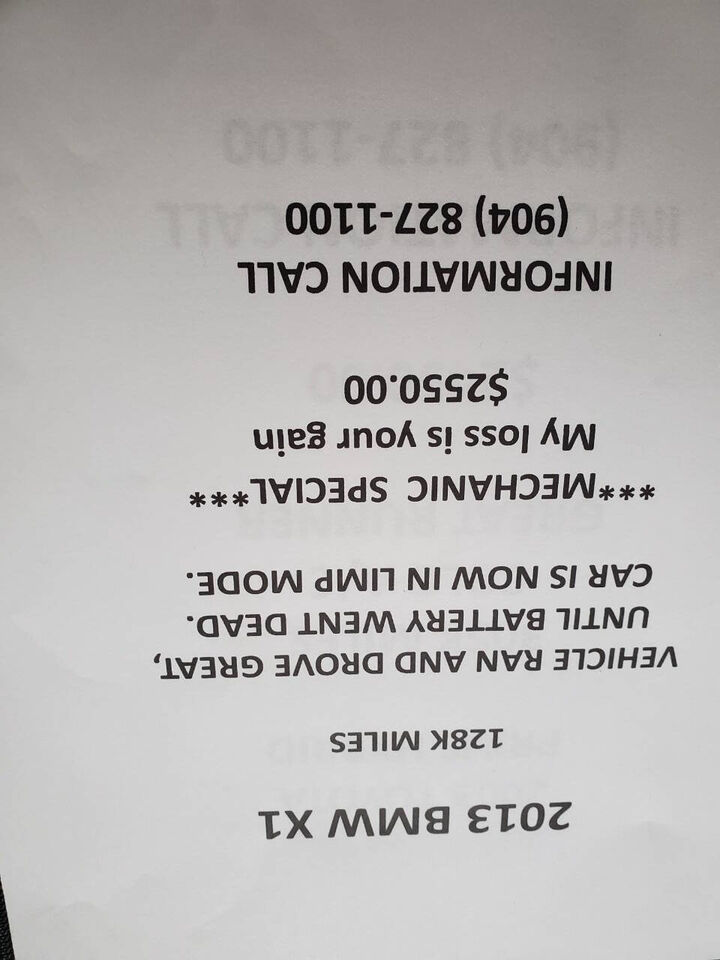 2013 BMW X1
128K MILES
VEHICLE RAN AND DROVE GREAT,
UNTIL BATTERY WENT DEAD.
CAR IS NOW IN LIMP MODE.
***MECHANIC SPECIAL***
My loss is your gain
$2550.00
INFORMATION CALL
(904) 827-1100